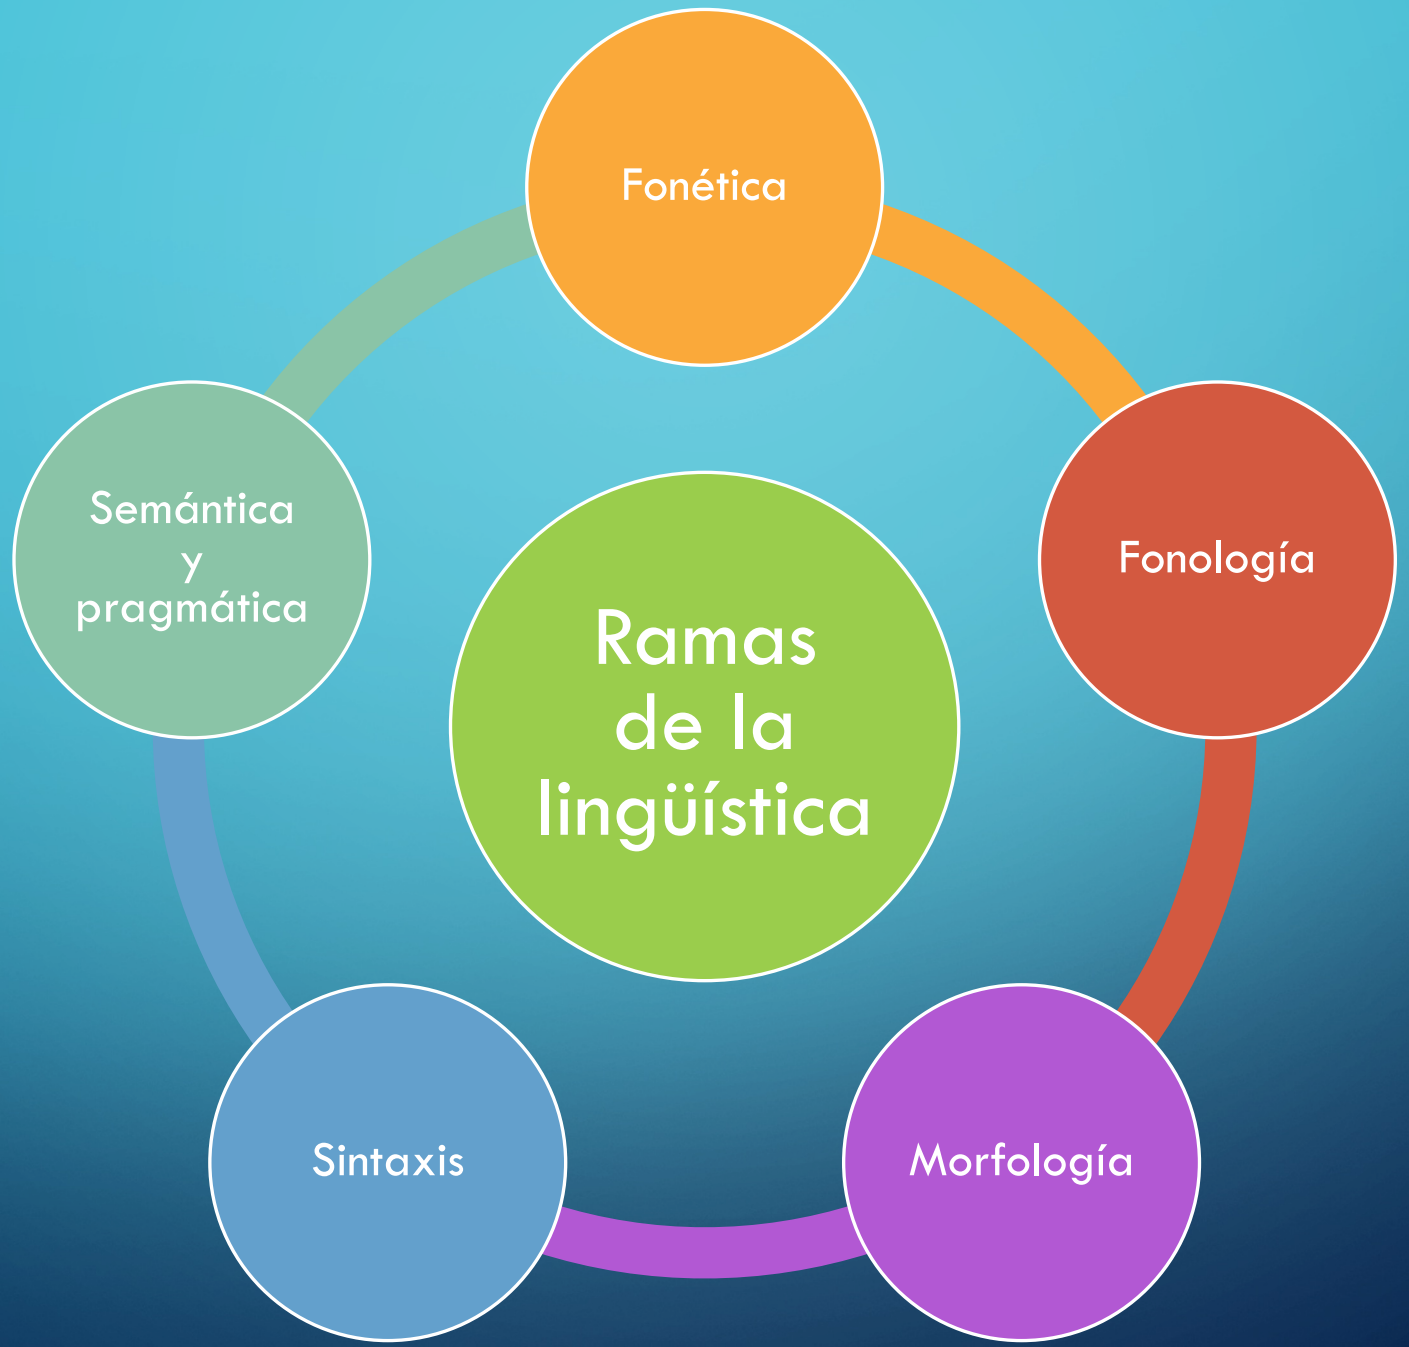 Fonética
Fonología
Morfología
Sintaxis
Semántica
y
pragmática
Ramas
de la
lingüística